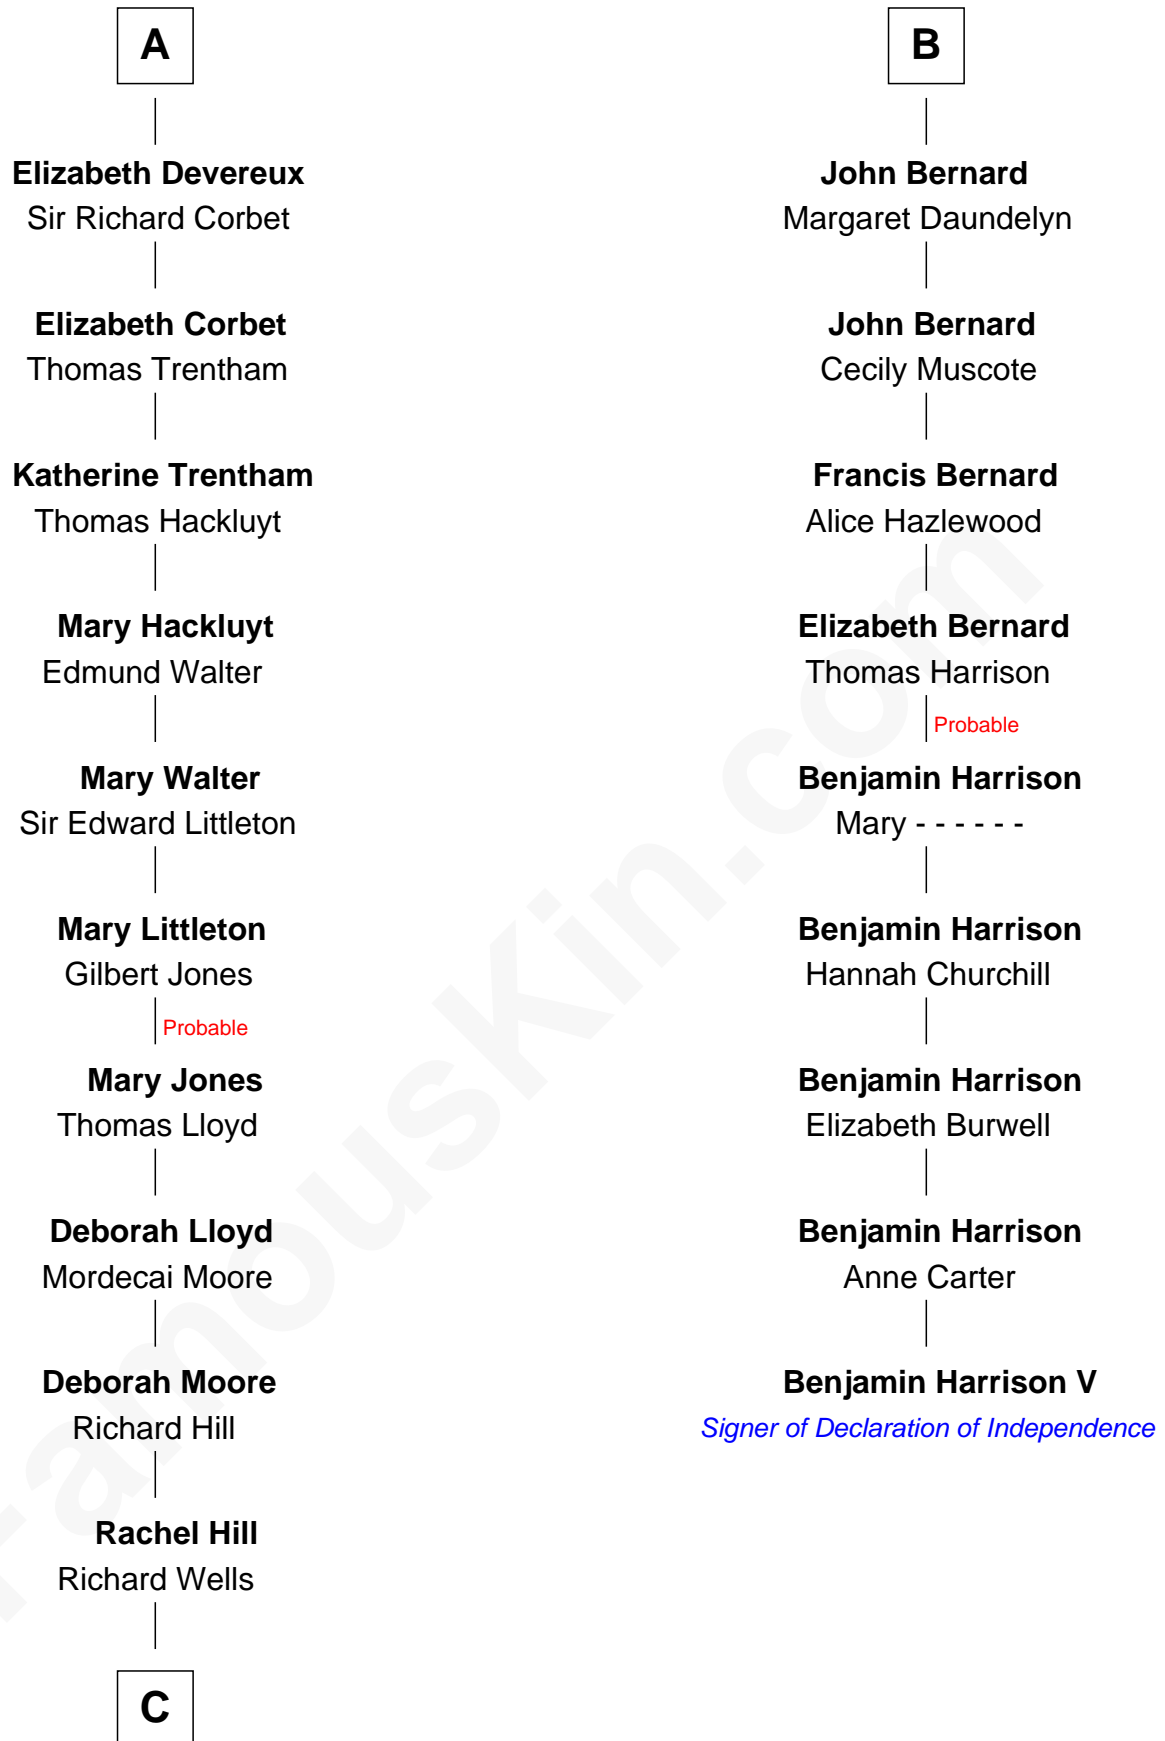 A
Elizabeth Devereux
Sir Richard Corbet
Elizabeth Corbet
Thomas Trentham
Katherine Trentham
Thomas Hackluyt
Mary Hackluyt
Edmund Walter
Mary Walter
Sir Edward Littleton
Mary Littleton
Gilbert Jones
Probable
Mary Jones
Thomas Lloyd
Deborah Lloyd
Mordecai Moore
Deborah Moore
Richard Hill
Rachel Hill
Richard Wells
C
B
John Bernard
Margaret Daundelyn
John Bernard
Cecily Muscote
Francis Bernard
Alice Hazlewood
Elizabeth Bernard
Thomas Harrison
Probable
Benjamin Harrison
Mary - - - - - -
Benjamin Harrison
Hannah Churchill
Benjamin Harrison
Elizabeth Burwell
Benjamin Harrison
Anne Carter
Benjamin Harrison V
Signer of Declaration of Independence
FamousKin.com